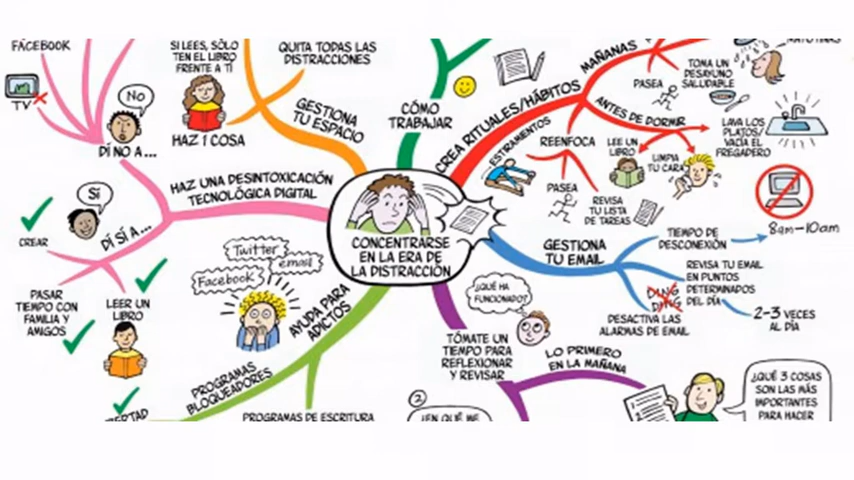 CONCENTRARSE
EN LA ERA DE
LA DISTRACCIÓN
FACEBOOK
TV
No
DÍ NO A...
SI LEES, SÓLO
TEN EL LIBRO
FRENTE A TÍ
HAZ 1 COSA
QUITA TODAS LAS
DISTRACCIONES
GESTIONA
TU ESPACIO
CÓMO
TRABAJAR
CREA RITUALES/HÁBITOS
MAÑANAS
PASEA
TOMA UN
DESAYUNO
SALUDABLE
ANTES DE DORMIR
LAVA LOS
PLATOS/
VACÍA EL
FREGADERO
LEE UN
LIBRO
LIMPIA
TU CARA
ESTIRAMIENTOS
REENFOCA
PASEA
REVISA
TU LISTA
DE TAREAS
HAZ UNA DESINTOXICACIÓN
TECNOLÓGICA DIGITAL
Sí
DÍ SÍ A...
CREAR
PASAR
TIEMPO CON
FAMILIA Y
AMIGOS
LEER UN
LIBRO
GESTIONA
TU EMAIL
TIEMPO DE
DESCONEXIÓN
8am-10am
REVISA TU EMAIL
EN PUNTOS
DETERMINADOS
DEL DÍA
2-3 VECES
AL DÍA
DING
DING
DESACTIVA LAS
ALARMAS DE EMAIL
Twitter
email
Facebook
AYUDA PARA
ADICTOS
PROGRAMAS
BLOQUEADORES
PROGRAMAS DE ESCRITURA
¿QUÉ HA
FUNCIONADO?
TÓMATE UN
TIEMPO PARA
REFLEXIONAR
Y REVISAR
LO PRIMERO
EN LA MAÑANA
2
¿EN QUÉ ME
¿QUÉ 3 COSAS
SON LAS MÁS
IMPORTANTES
PARA HACER